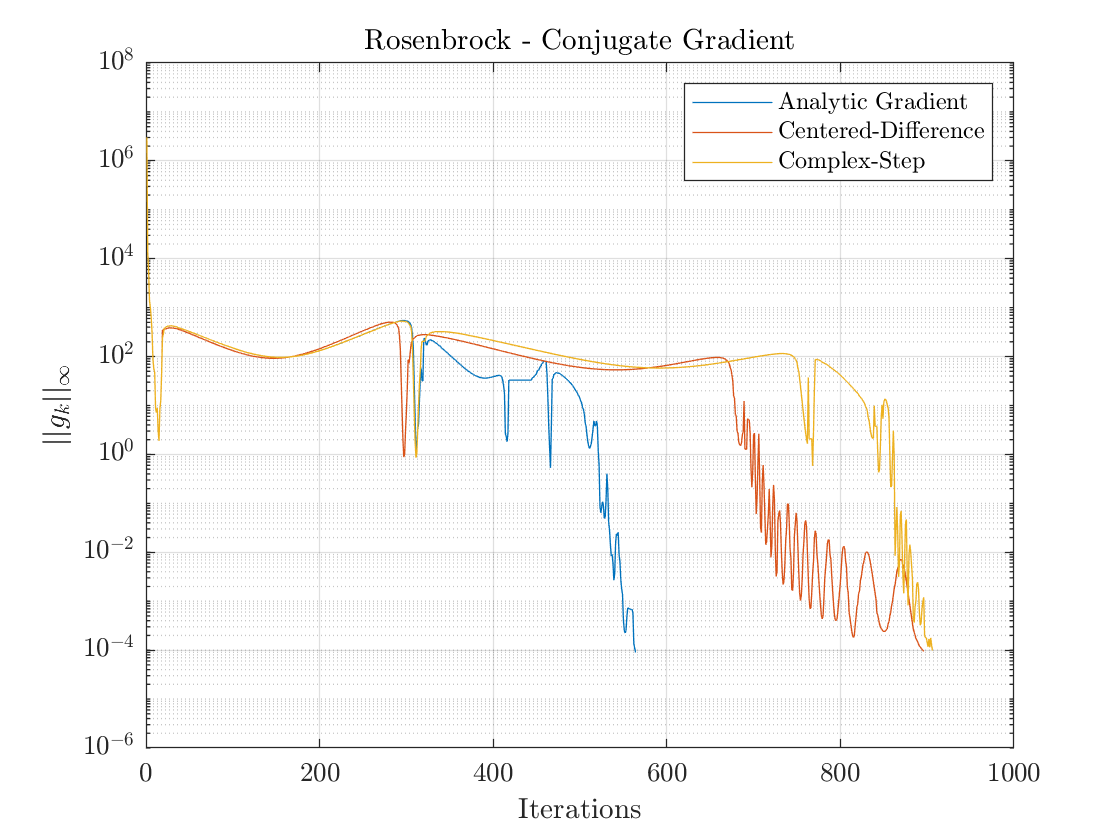 Rosenbrock - Conjugate Gradient
10^8
10^6
10^4
10^2
10^0
10^-2
10^-4
10^-6
||g_k||_∞
Analytic Gradient
Centered-Difference
Complex-Step
0 200 400 600 800 1000
Iterations